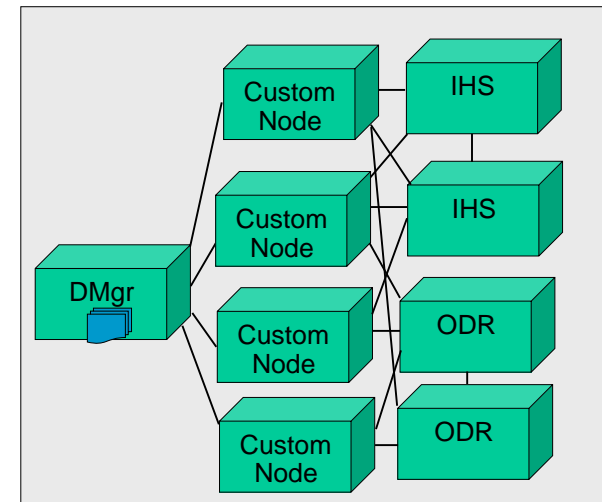 Custom
Node
IHS
Custom
Node
IHS
DMgr
Custom
Node
ODR
Custom
Node
ODR